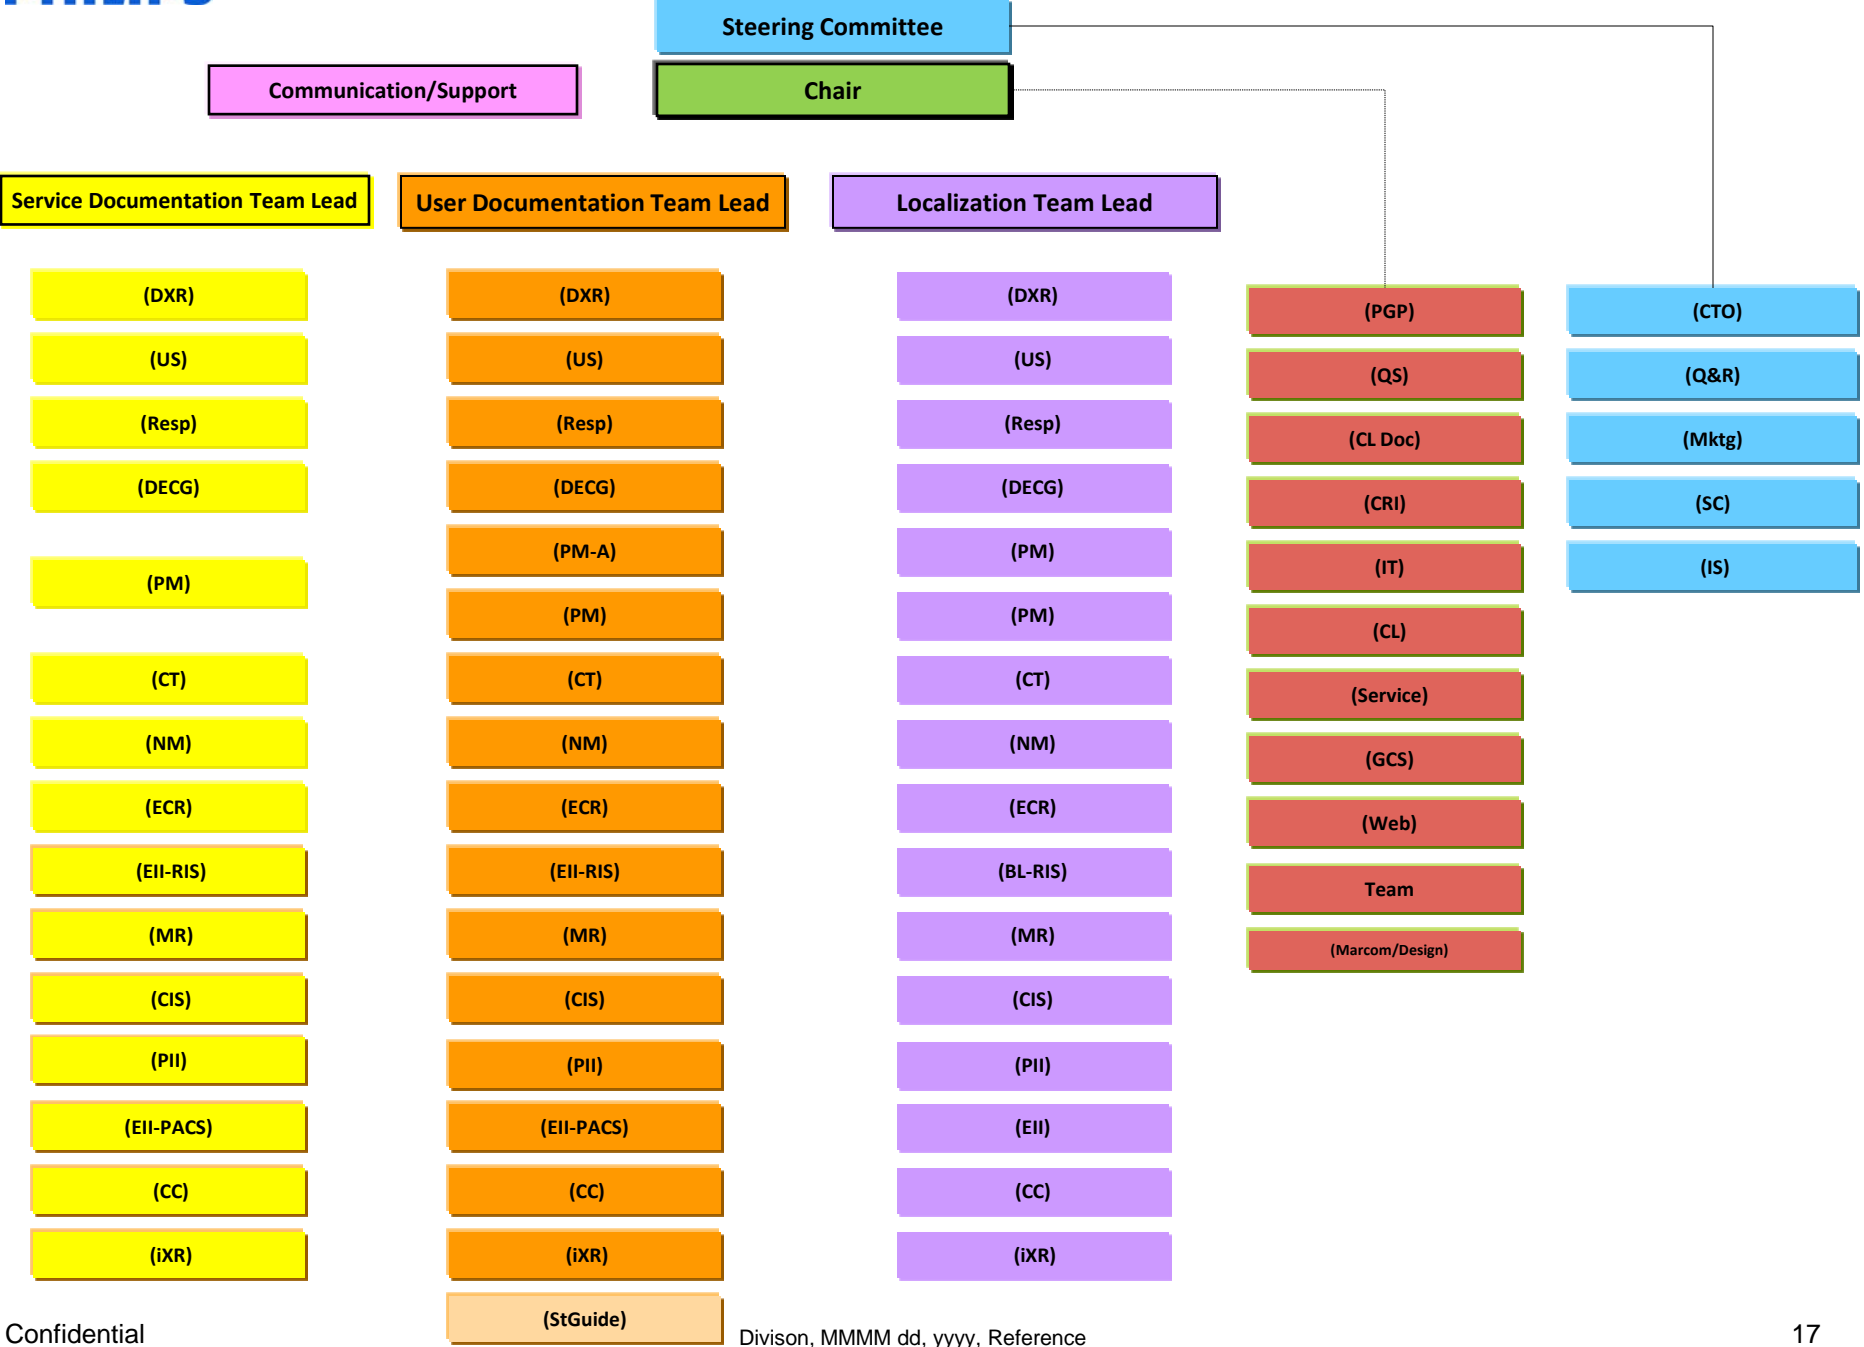 PHILIPS
Steering Committee
Communication/Support
Chair
Service Documentation Team Lead
User Documentation Team Lead
Localization Team Lead
(DXR)
(US)
(Resp)
(DECG)
(PM)
(CT)
(NM)
(ECR)
(EII-RIS)
(MR)
(CIS)
(PII)
(EII-PACS)
(CC)
(iXR)
(DXR)
(US)
(Resp)
(DECG)
(PM-A)
(PM)
(CT)
(NM)
(ECR)
(EII-RIS)
(MR)
(CIS)
(PII)
(EII-PACS)
(CC)
(iXR)
(StGuide)
(DXR)
(US)
(Resp)
(DECG)
(PM)
(PM)
(CT)
(NM)
(ECR)
(BL-RIS)
(MR)
(CIS)
(PII)
(EII)
(CC)
(iXR)
(PGP)
(QS)
(CL Doc)
(CRI)
(IT)
(CL)
(Service)
(GCS)
(Web)
Team
(Marcom/Design)
(CTO)
(Q&R)
(Mktg)
(SC)
(IS)
Confidential
Divison, MMMM dd, yyyy, Reference
17